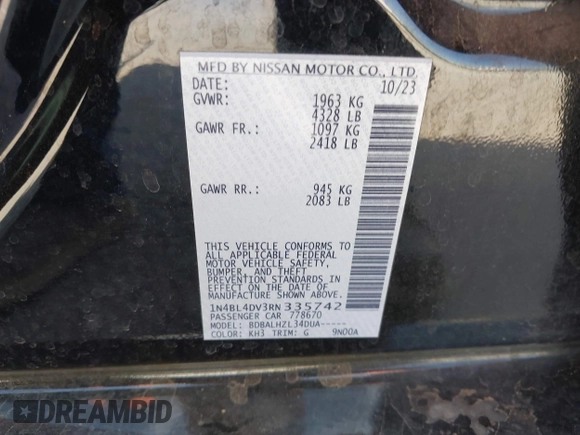 MFD BY NISSAN MOTOR CO., LTD.
DATE: 10/23
GVWR: 1963 KG
4328 LB
GAWR FR.: 1097 KG
2418 LB
GAWR RR.: 945 KG
2083 LB
THIS VEHICLE CONFORMS TO
ALL APPLICABLE FEDERAL
MOTOR VEHICLE SAFETY,
BUMPER, AND THEFT
PREVENTION STANDARDS
IN EFFECT ON THE DATE OF
MANUFACTURE SHOWN ABOVE.
1N4BL4DV3RN335742
PASSENGER CAR 778670
MODEL: BDBALHZL34DUA-----
COLOR: KH3 TRIM: G 9N00A
DREAMBID